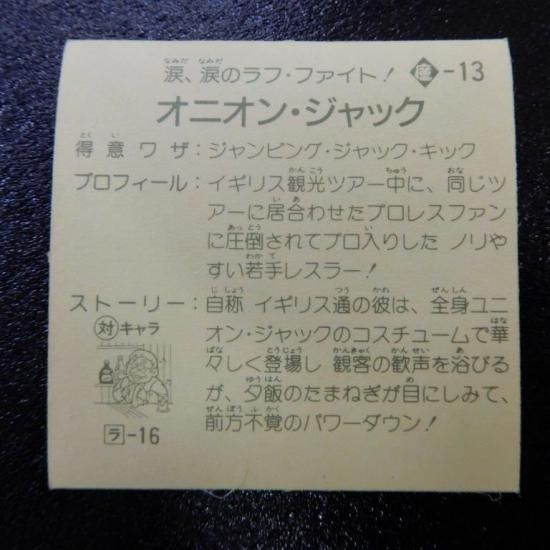 涙、涙のラフ・ファイト！ -13
オニオン・ジャック
得意ワザ：ジャンピング・ジャック・キック
プロフィール：イギリス観光ツアー中に、同じツ
アーに居合わせたプロレスファン
に圧倒されてプロ入りした ノリや
すい若手レスラー！
ストーリー：自称 イギリス通の彼は、全身ユニ
オン・ジャックのコスチュームで華
々しく登場し 観客の歓声を浴びる
が、夕飯のたまねぎが目にしみて、
前方不覚のパワーダウン！
対キャラ
ラ-16